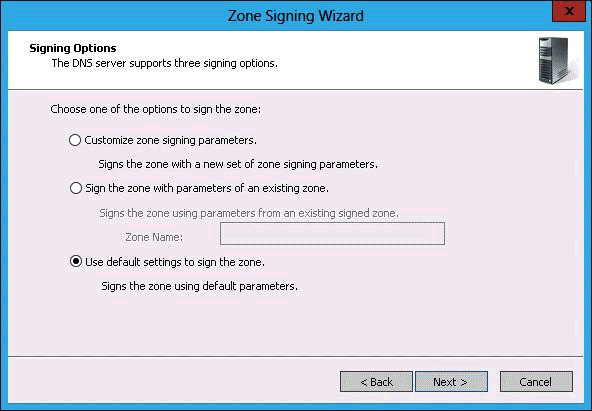 Zone Signing Wizard
x
Signing Options
The DNS server supports three signing options.
Choose one of the options to sign the zone:
Customize zone signing parameters.
Signs the zone with a new set of zone signing parameters.
Sign the zone with parameters of an existing zone.
Signs the zone using parameters from an existing signed zone.
Zone Name:
Use default settings to sign the zone.
Signs the zone using default parameters.
< Back Next > Cancel